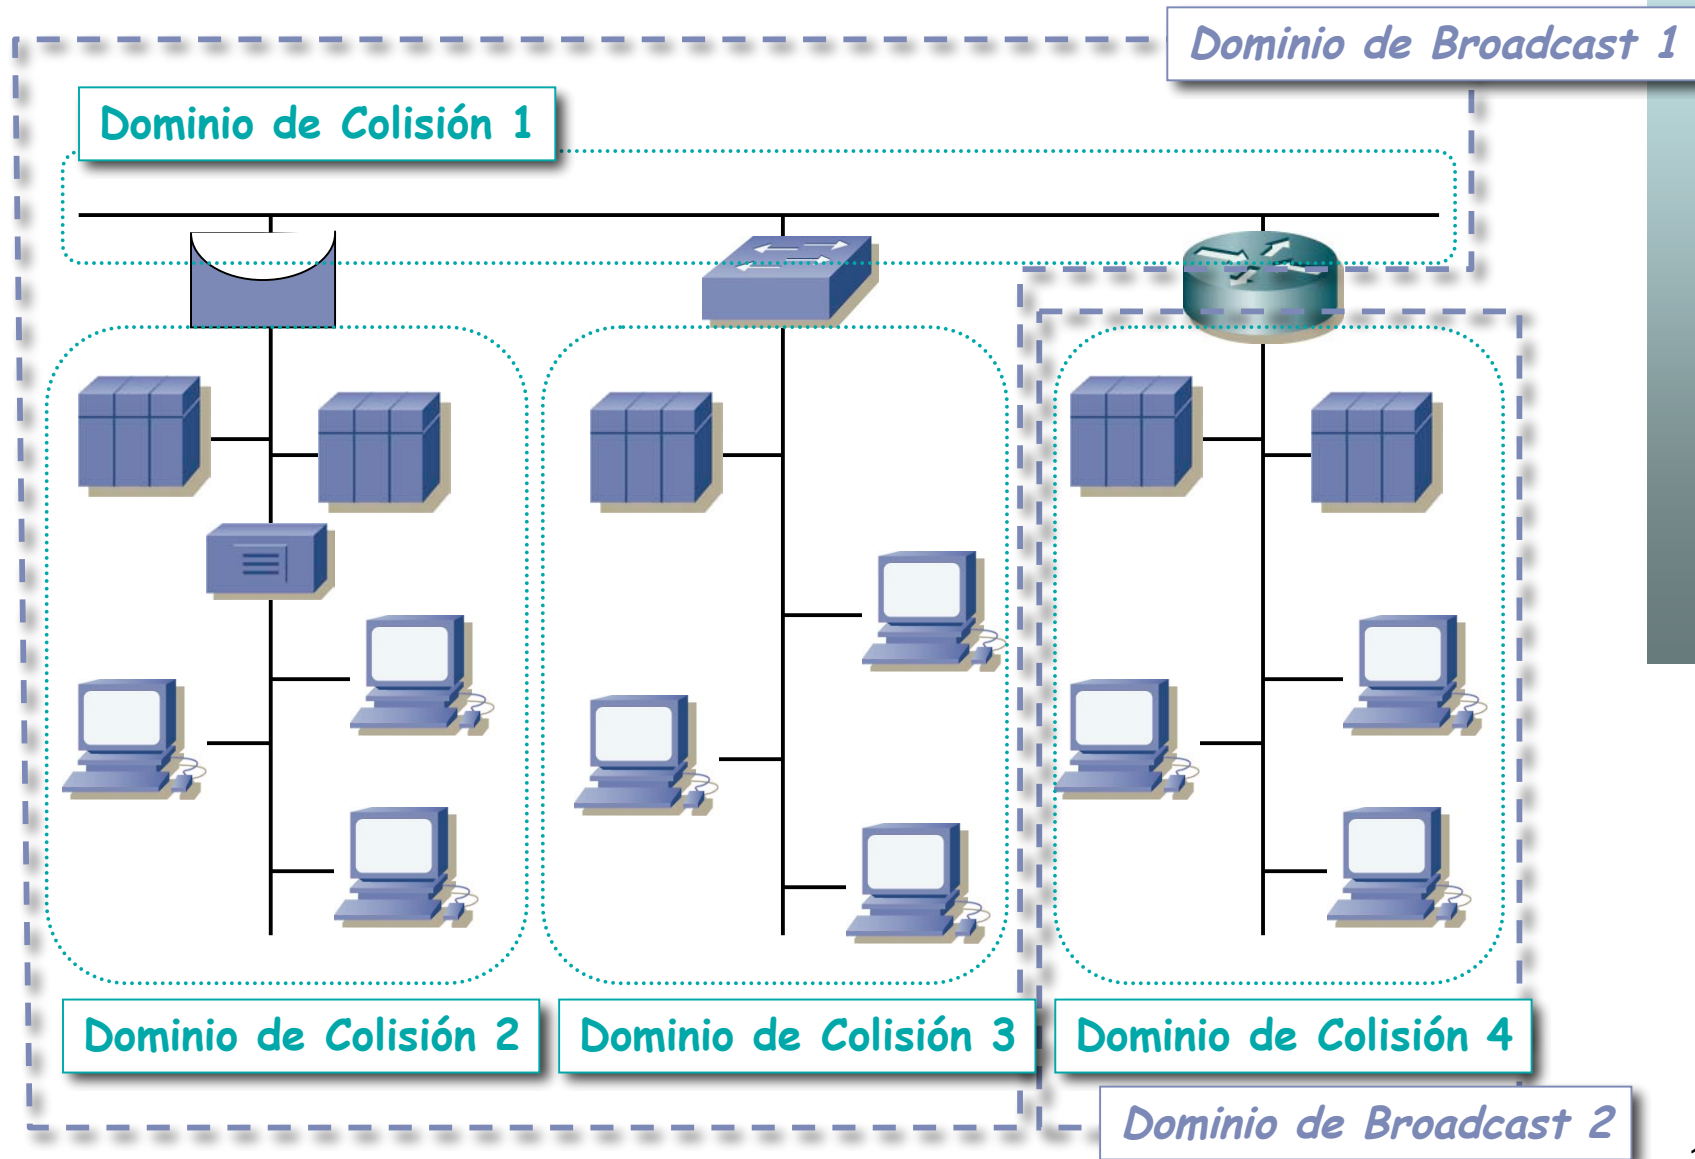 Dominio de Broadcast 1
Dominio de Colisión 1
Dominio de Colisión 2
Dominio de Colisión 3
Dominio de Colisión 4
Dominio de Broadcast 2